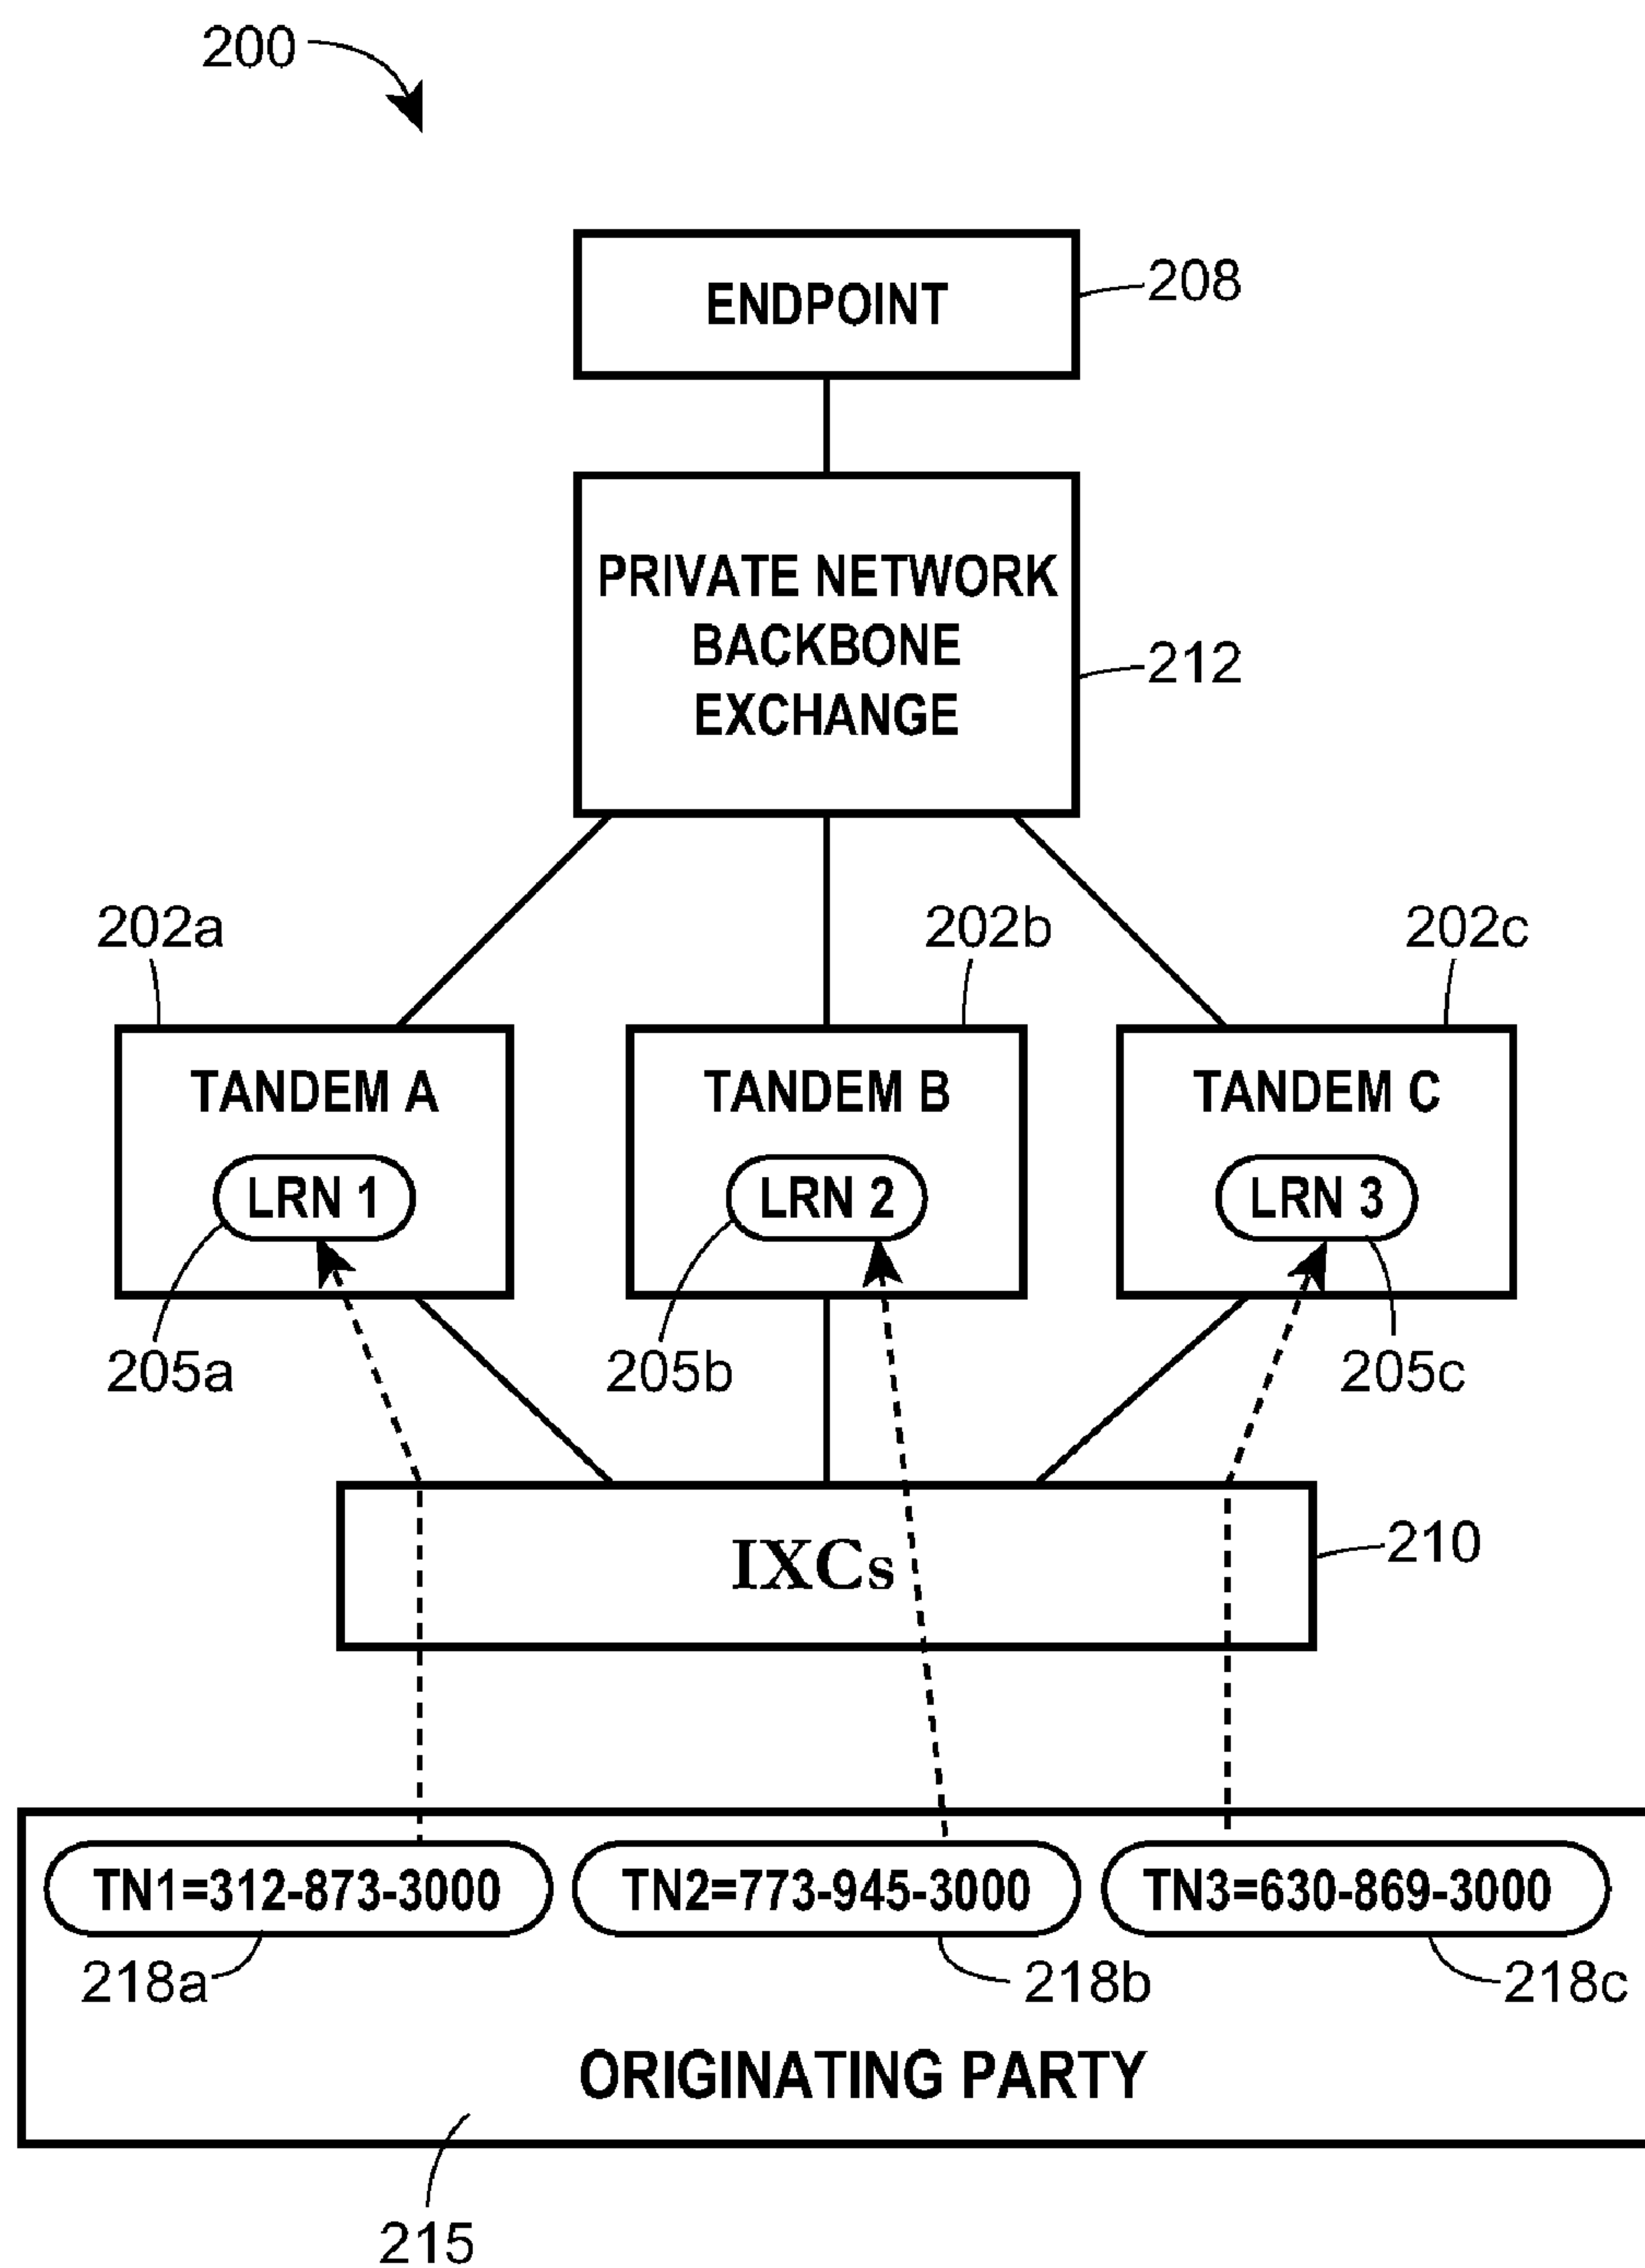 200
ENDPOINT
208
PRIVATE NETWORK
BACKBONE
EXCHANGE
212
202a
202b
202c
TANDEM A
TANDEM B
TANDEM C
LRN 1
LRN 2
LRN 3
205a
205b
205c
IXCs
210
TN1=312-873-3000
TN2=773-945-3000
TN3=630-869-3000
218a
218b
218c
ORIGINATING PARTY
215